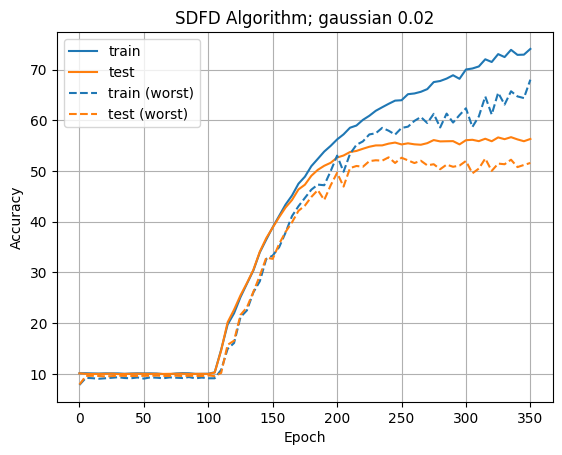 SDFD Algorithm; gaussian 0.02
train
test
train (worst)
test (worst)
Accuracy
70
60
50
40
30
20
10
0 50 100 150 200 250 300 350
Epoch